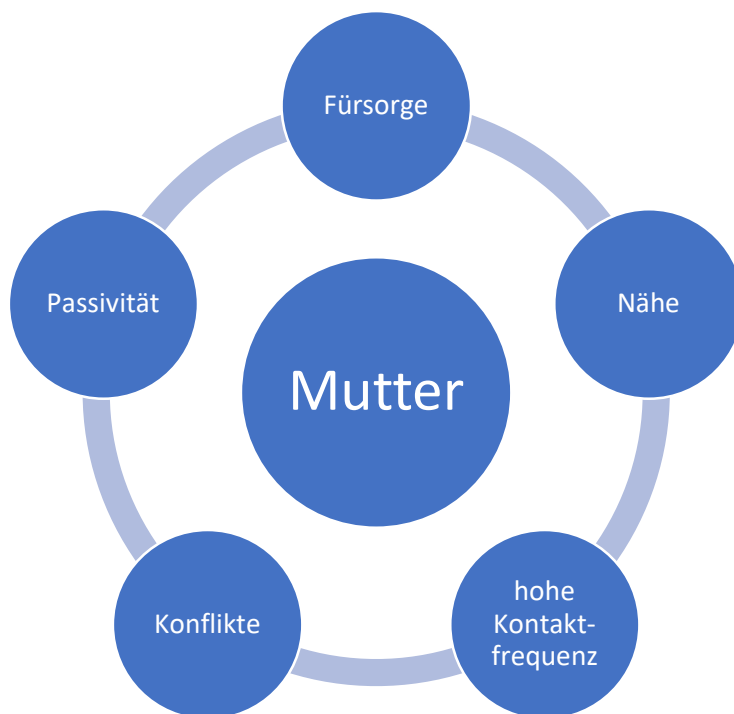 Fürsorge
Nähe
hohe
Kontakt-
frequenz
Konflikte
Passivität
Mutter